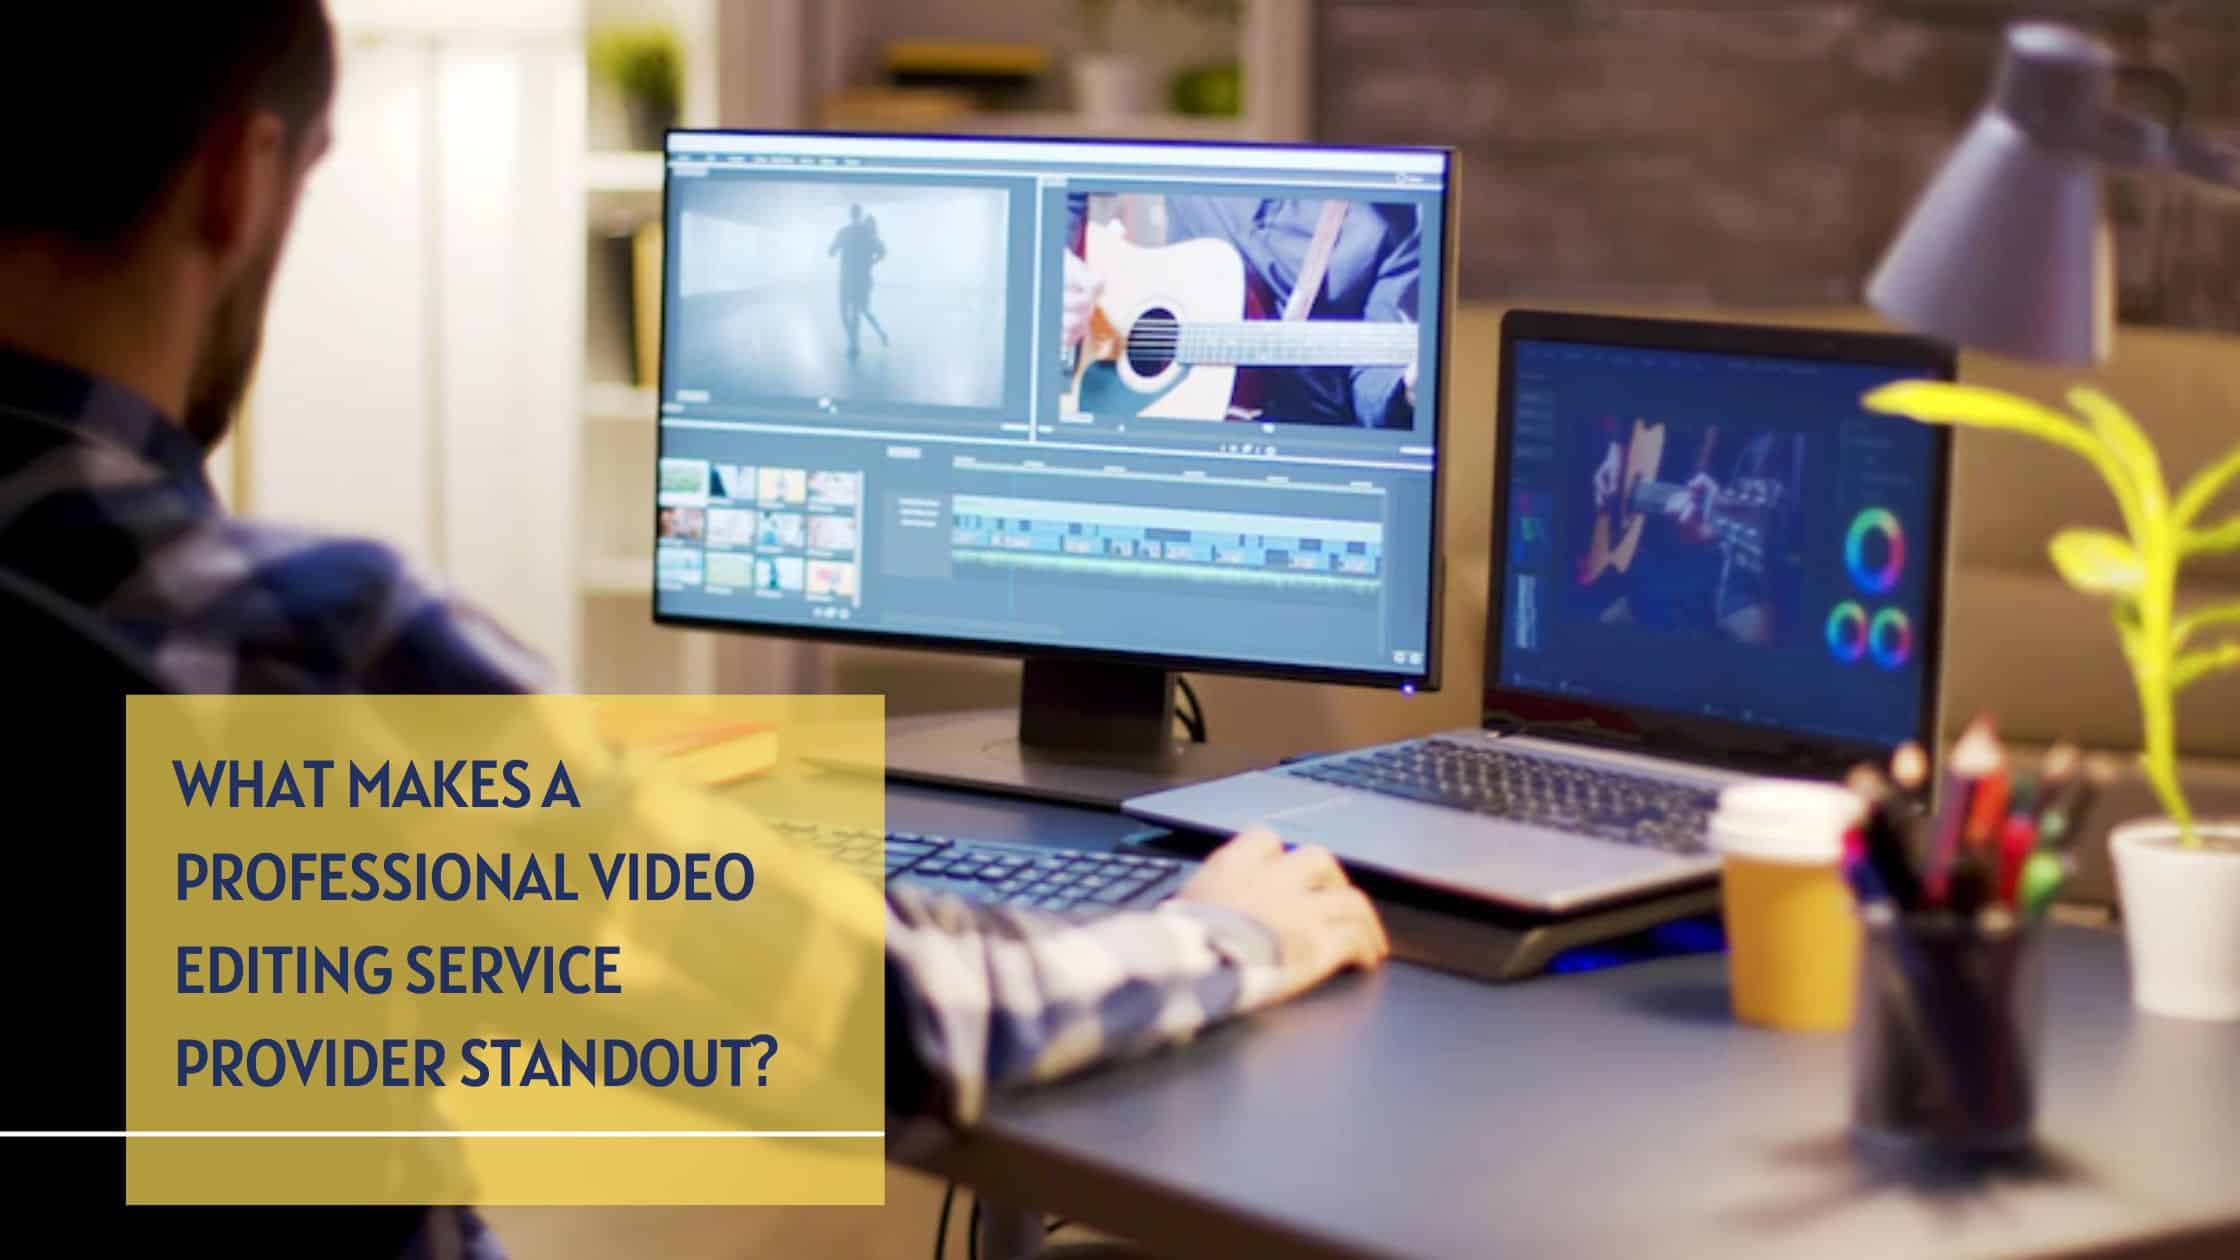 WHAT MAKES A
PROFESSIONAL VIDEO
EDITING SERVICE
PROVIDER STANDOUT?